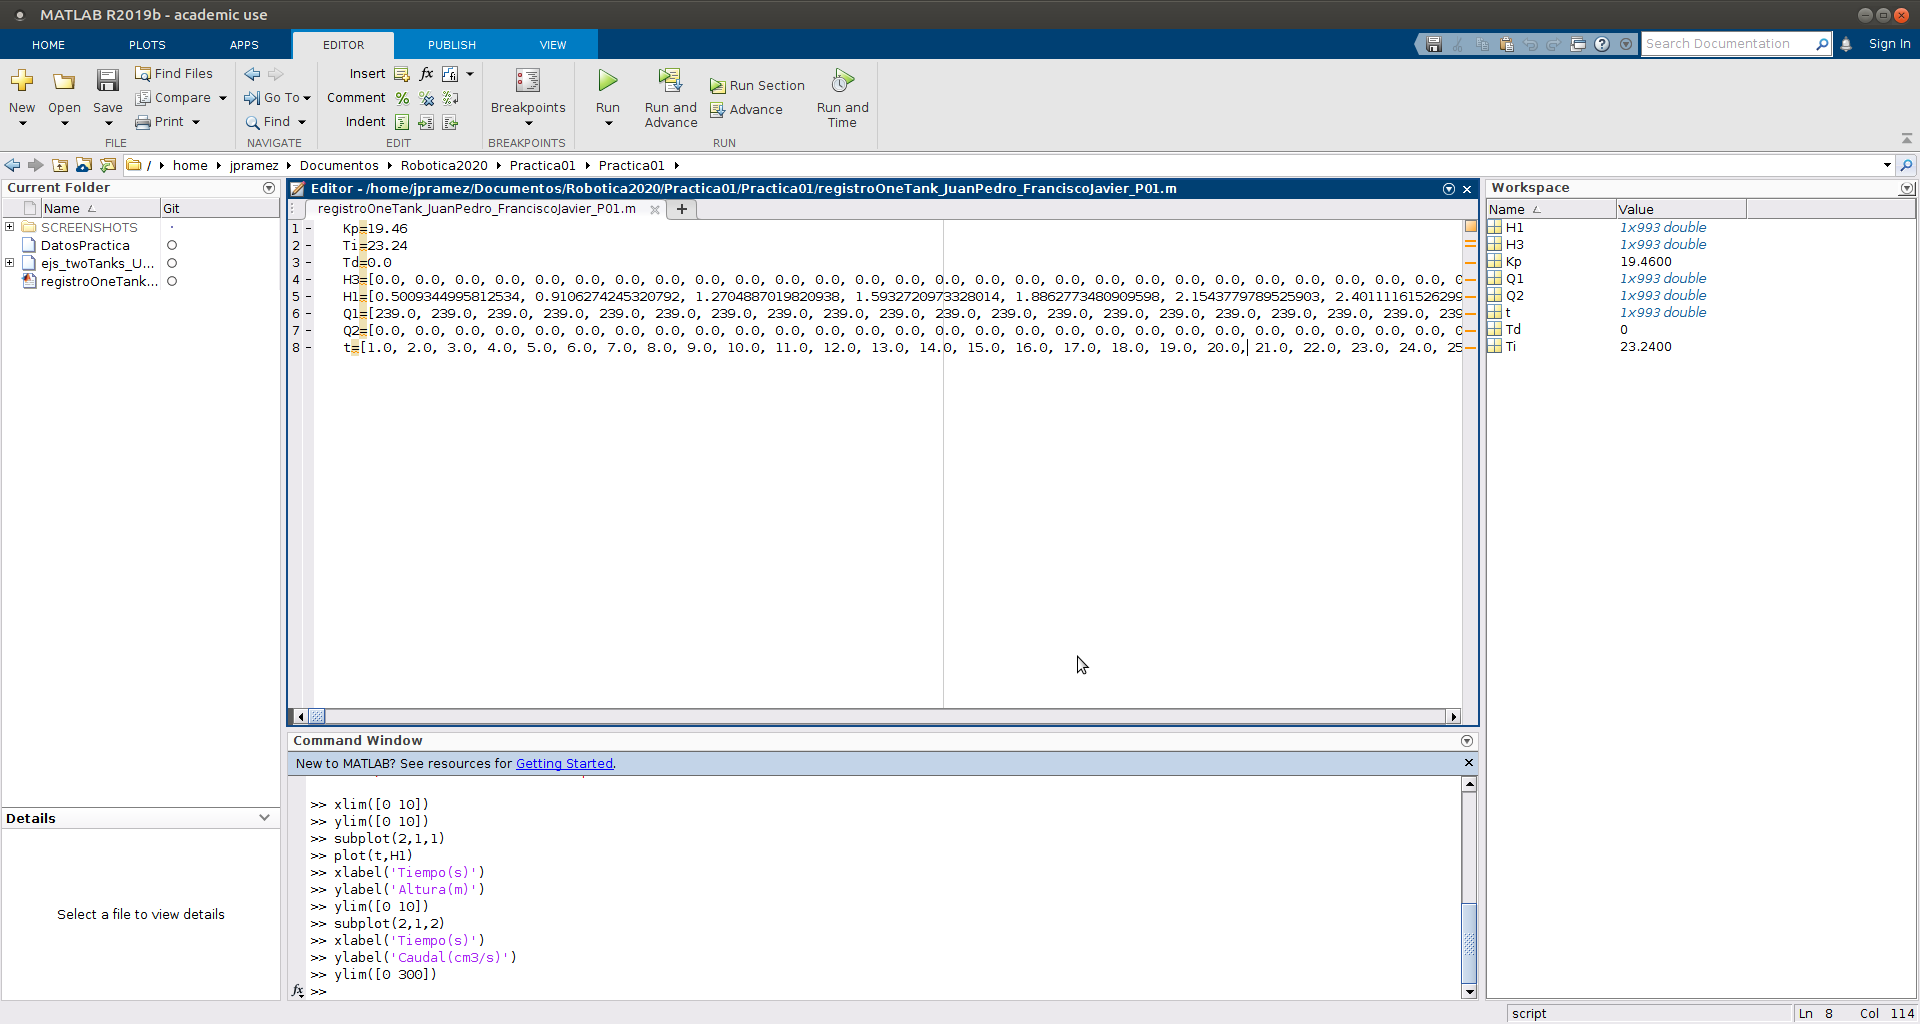 MATLAB R2019b - academic use
HOME PLOTS APPS EDITOR PUBLISH VIEW Search Documentation Sign In
New Open Save Find Files Compare Print
FILE
Go To Find
NAVIGATE
Insert fx
Comment
Indent
EDIT
Breakpoints
BREAKPOINTS
Run Run and Advance Run Section Advance Run and Time
RUN
/ home jpramez Documentos Robotica2020 Practica01 Practica01
Current Folder
Name Git
SCREENSHOTS
DatosPractica
ejs_twoTanks_U...
registroOneTank...
Details
Select a file to view details
Editor - /home/jpramez/Documentos/Robotica2020/Practica01/Practica01/registroOneTank_JuanPedro_FranciscoJavier_P01.m
registroOneTank_JuanPedro_FranciscoJavier_P01.m
1 - Kp=19.46
2 - Ti=23.24
3 - Td=0.0
4 - H3=[0.0, 0.0, 0.0, 0.0, 0.0, 0.0, 0.0, 0.0, 0.0, 0.0, 0.0, 0.0, 0.0, 0.0, 0.0, 0.0, 0.0, 0.0, 0.0, 0.0, 0.0, 0.0, 0.0, 0.0, 0.0, 0.0, 0.0, 0
5 - H1=[0.5009344995812534, 0.9106274245320792, 1.2704887019820938, 1.5932720973328014, 1.8862773480909598, 2.1543779789525903, 2.40111161526299
6 - Q1=[239.0, 239.0, 239.0, 239.0, 239.0, 239.0, 239.0, 239.0, 239.0, 239.0, 239.0, 239.0, 239.0, 239.0, 239.0, 239.0, 239.0, 239.0, 239.0, 239
7 - Q2=[0.0, 0.0, 0.0, 0.0, 0.0, 0.0, 0.0, 0.0, 0.0, 0.0, 0.0, 0.0, 0.0, 0.0, 0.0, 0.0, 0.0, 0.0, 0.0, 0.0, 0.0, 0.0, 0.0, 0.0, 0.0, 0.0, 0.0, 0
8 - t=[1.0, 2.0, 3.0, 4.0, 5.0, 6.0, 7.0, 8.0, 9.0, 10.0, 11.0, 12.0, 13.0, 14.0, 15.0, 16.0, 17.0, 18.0, 19.0, 20.0, 21.0, 22.0, 23.0, 24.0, 25
Command Window
New to MATLAB? See resources for Getting Started.
>> xlim([0 10])
>> ylim([0 10])
>> subplot(2,1,1)
>> plot(t,H1)
>> xlabel('Tiempo(s)')
>> ylabel('Altura(m)')
>> ylim([0 10])
>> subplot(2,1,2)
>> xlabel('Tiempo(s)')
>> ylabel('Caudal(cm3/s)')
>> ylim([0 300])
fx >>
Workspace
Name Value
H1 1x993 double
H3 1x993 double
Kp 19.4600
Q1 1x993 double
Q2 1x993 double
t 1x993 double
Td 0
Ti 23.2400
script Ln 8 Col 114